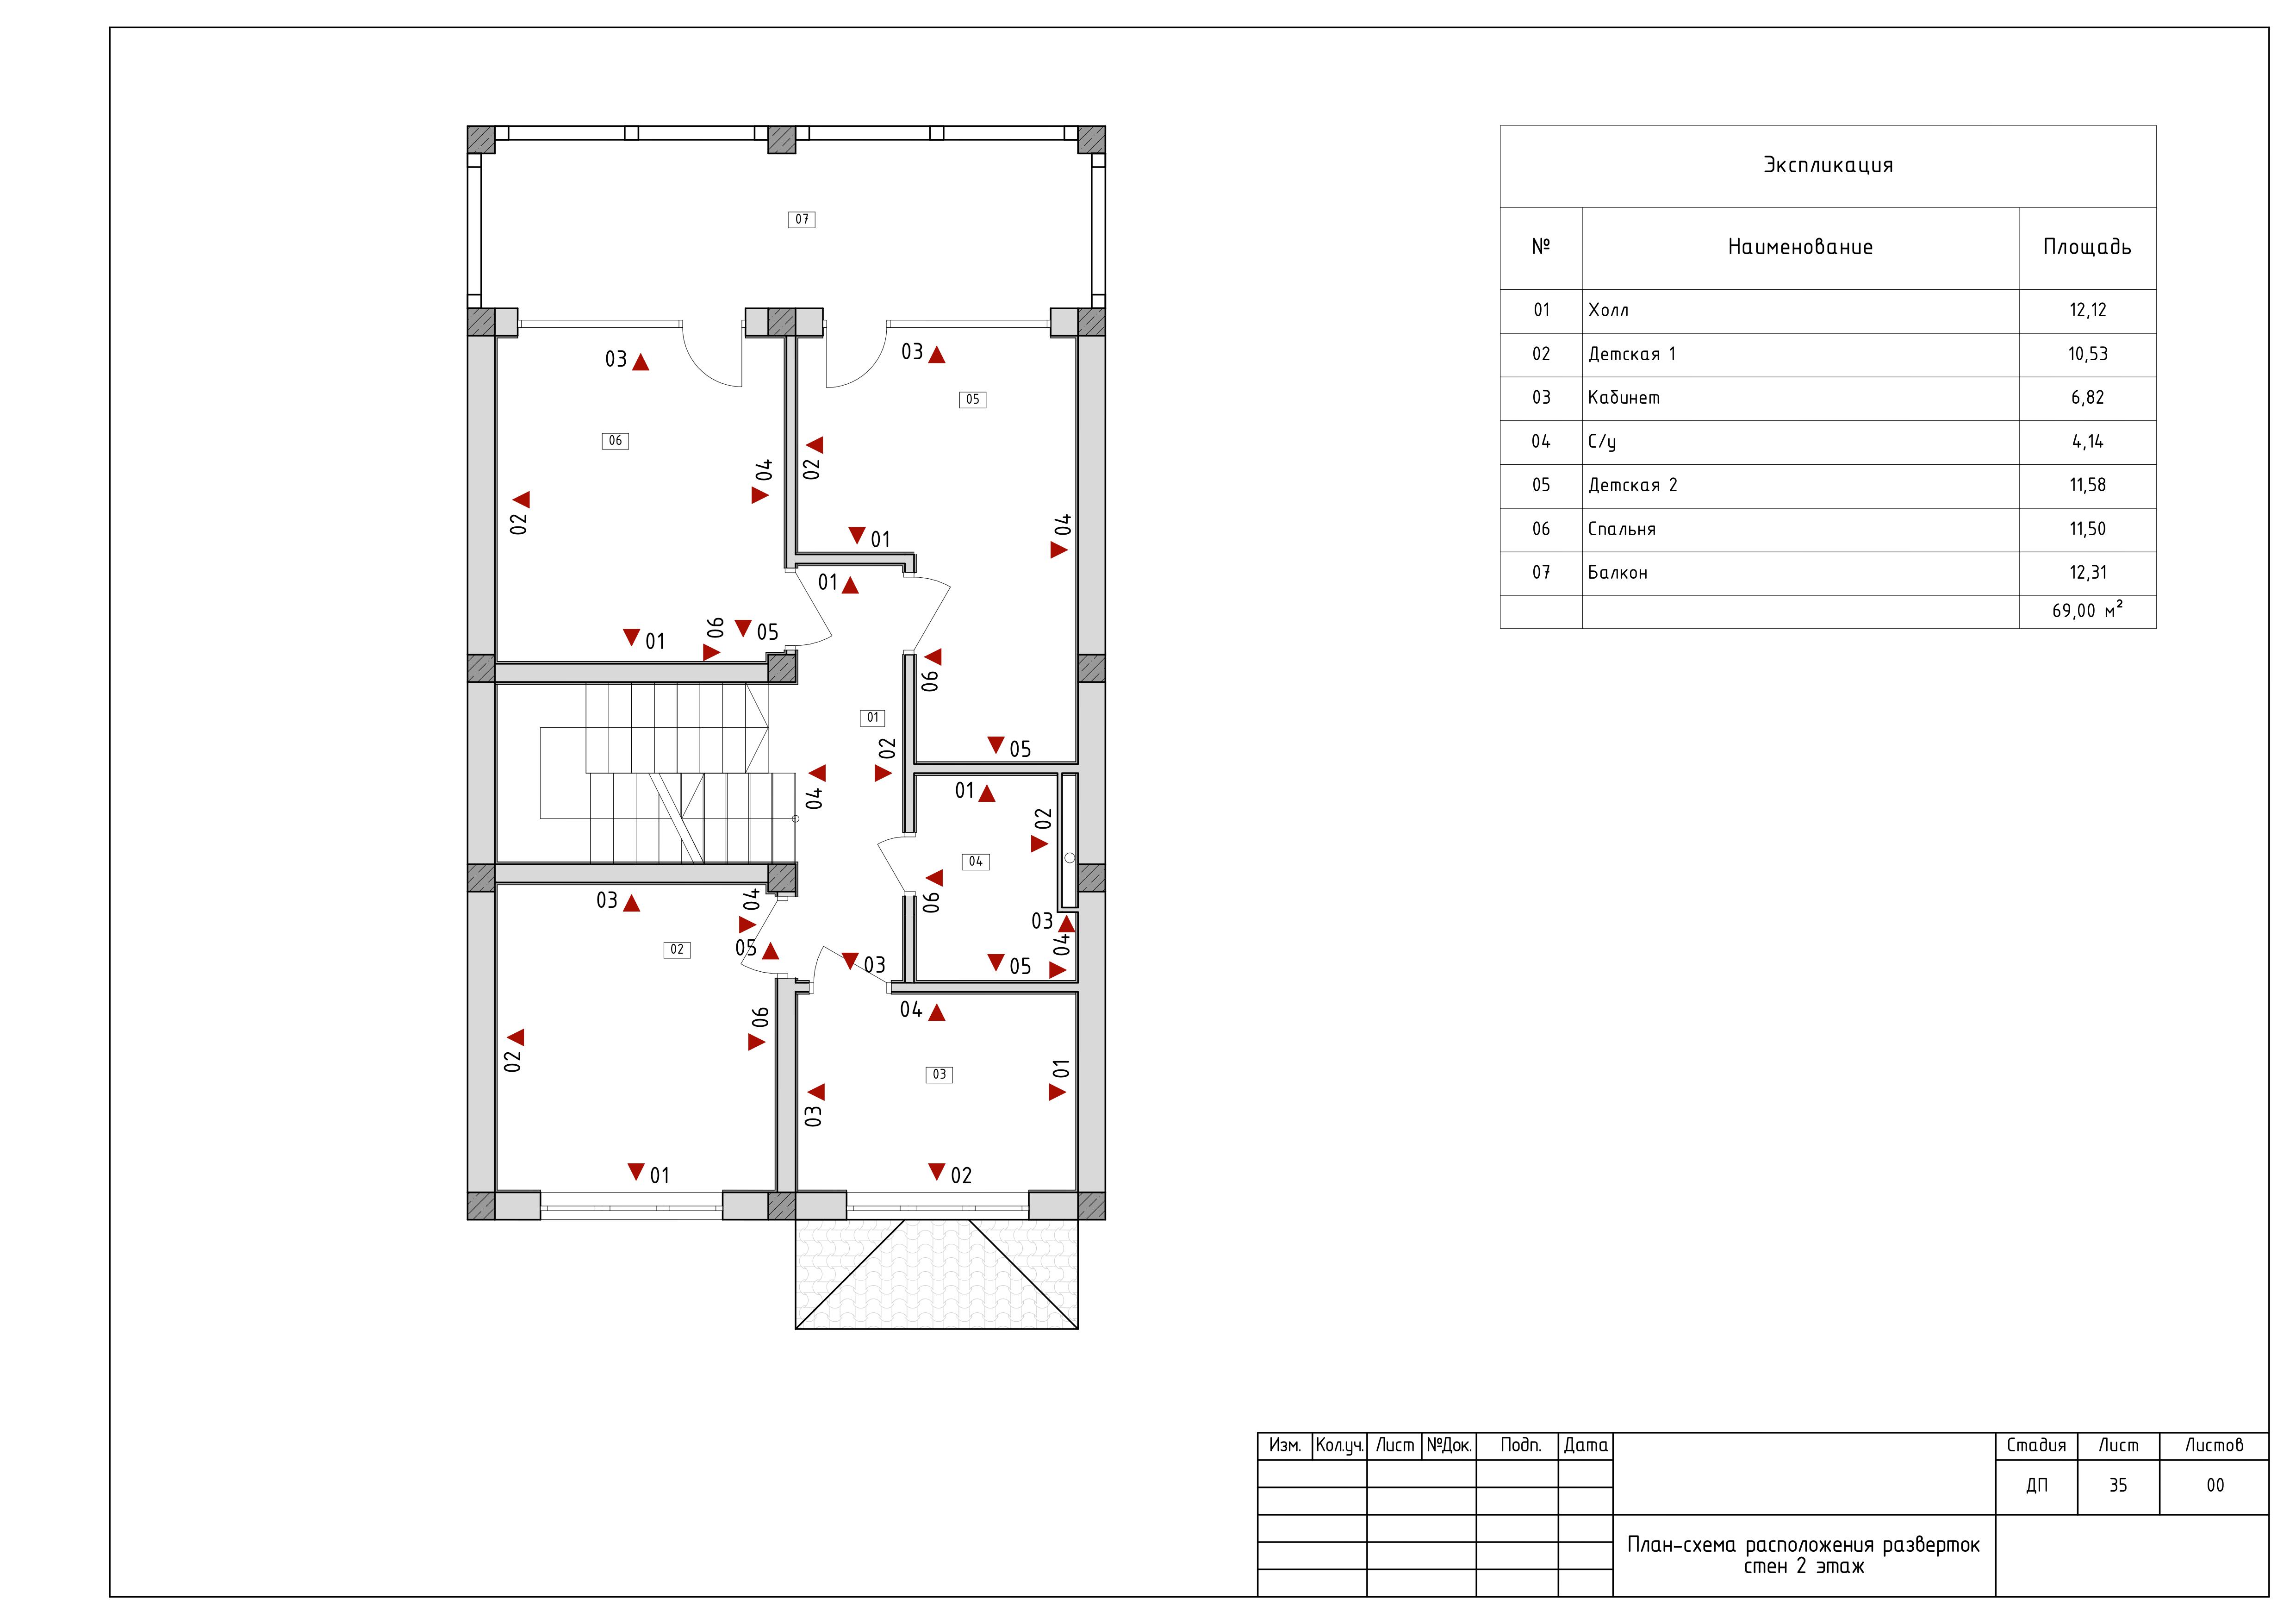 Экспликация
№ Наименование Площадь
01 Холл 12,12
02 Детская 1 10,53
03 Кабинет 6,82
04 С/у 4,14
05 Детская 2 11,58
06 Спальня 11,50
07 Балкон 12,31
69,00 м²
07
03
03
05
06
02
04
02
04
01
01
06
05
01
06
01
02
05
04
01
02
04
03
04
06
03
02
05
04
03
05
04
06
02
03
01
03
01
02
Изм. Кол.уч. Лист №Док. Подп. Дата
Стадия Лист Листов
ДП 35 00
План-схема расположения разверток
стен 2 этаж